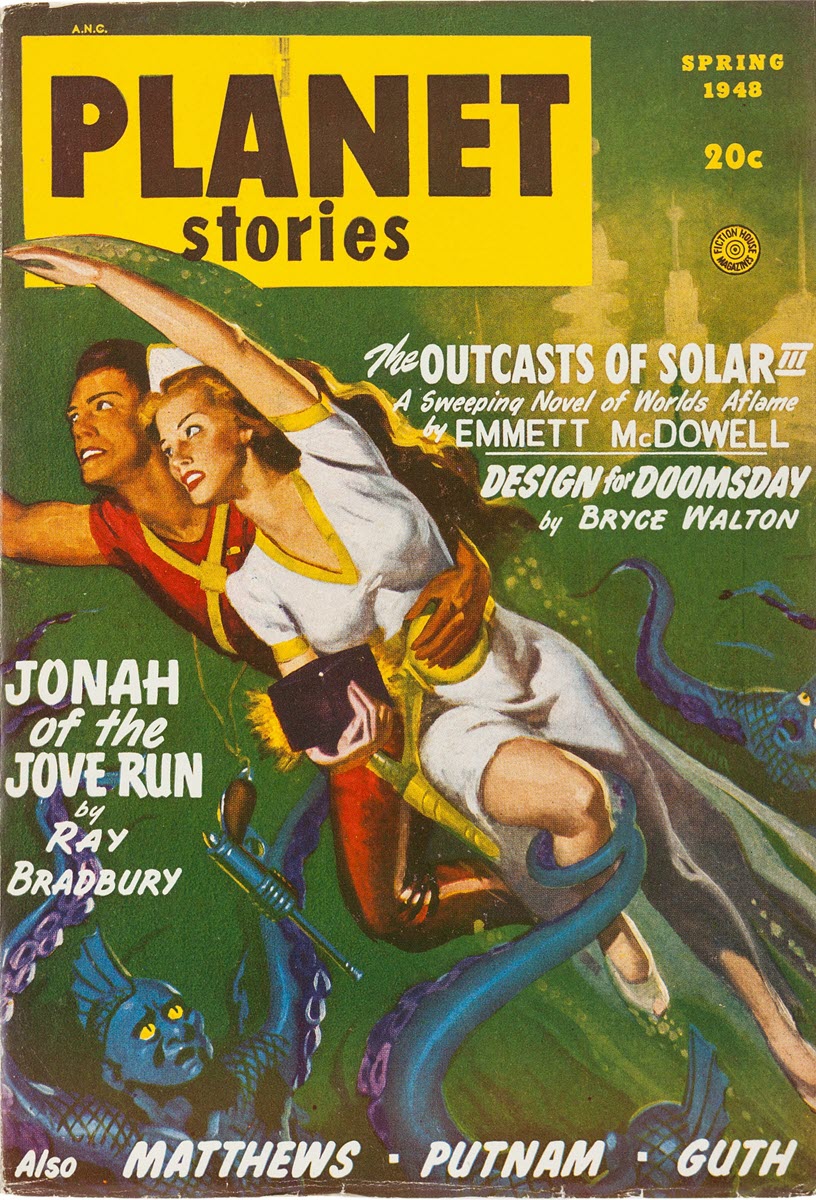 A.N.C.
PLANET
stories
SPRING
1948
20c
FICTION HOUSE
MAGAZINES
The OUTCASTS OF SOLAR III
A Sweeping Novel of Worlds Aflame
by EMMETT McDOWELL
DESIGN for DOOMSDAY
by BRYCE WALTON
JONAH
of the
JOVE RUN
by
RAY
BRADBURY
Also MATTHEWS · PUTNAM · GUTH